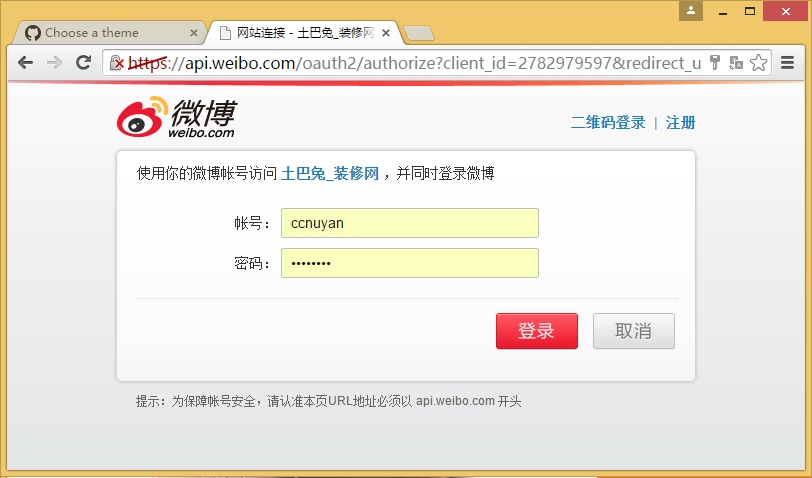 Choose a theme
网站连接 - 土巴兔_装修网
https://api.weibo.com/oauth2/authorize?client_id=2782979597&redirect_u
微博
weibo.com
二维码登录 | 注册
使用你的微博帐号访问 土巴兔_装修网 ，并同时登录微博
帐号： ccnuyan
密码： ••••••••
登录 取消
提示：为保障帐号安全，请认准本页URL地址必须以 api.weibo.com 开头